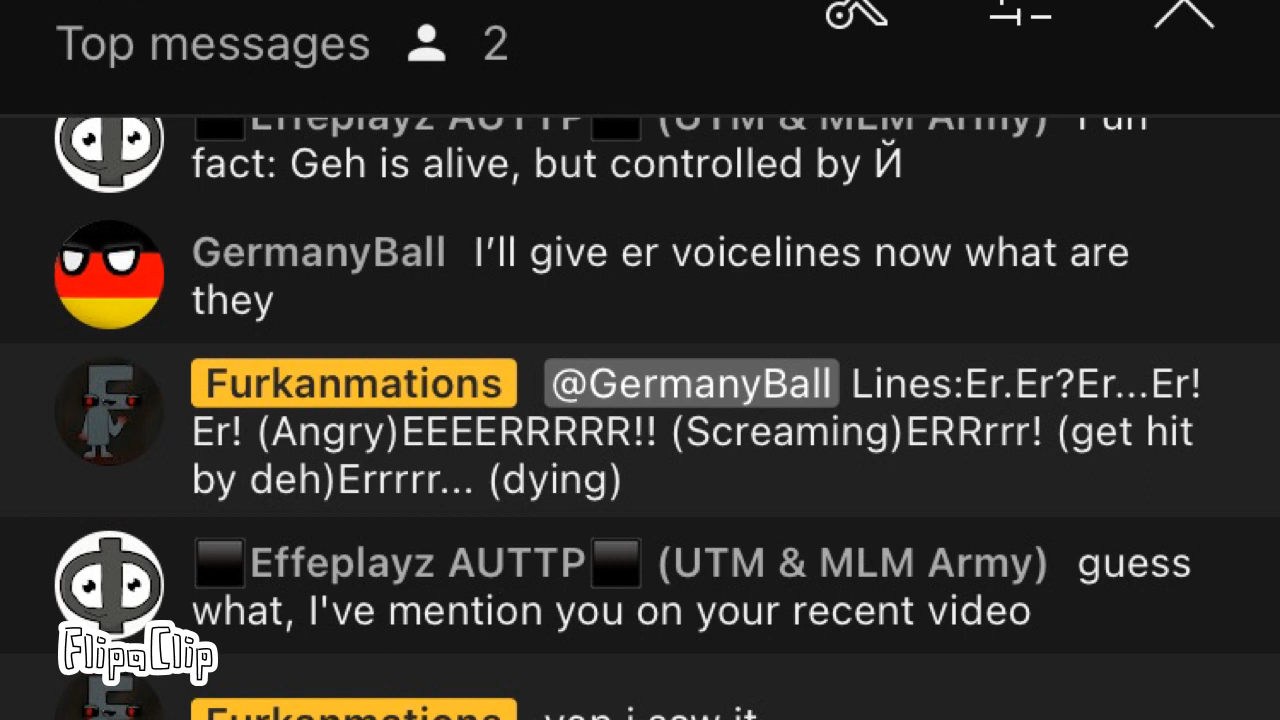 Top messages 2
⬛Effeplayz AUTTP⬛ (UTM & MLM Army) Fun
fact: Geh is alive, but controlled by Й
GermanyBall I’ll give er voicelines now what are
they
Furkanmations @GermanyBall Lines:Er.Er?Er...Er!
Er! (Angry)EEEERRRRR!! (Screaming)ERRrrr! (get hit
by deh)Errrrr... (dying)
⬛Effeplayz AUTTP⬛ (UTM & MLM Army) guess
what, I've mention you on your recent video
FlipaClip
Furkanmations yep i saw it